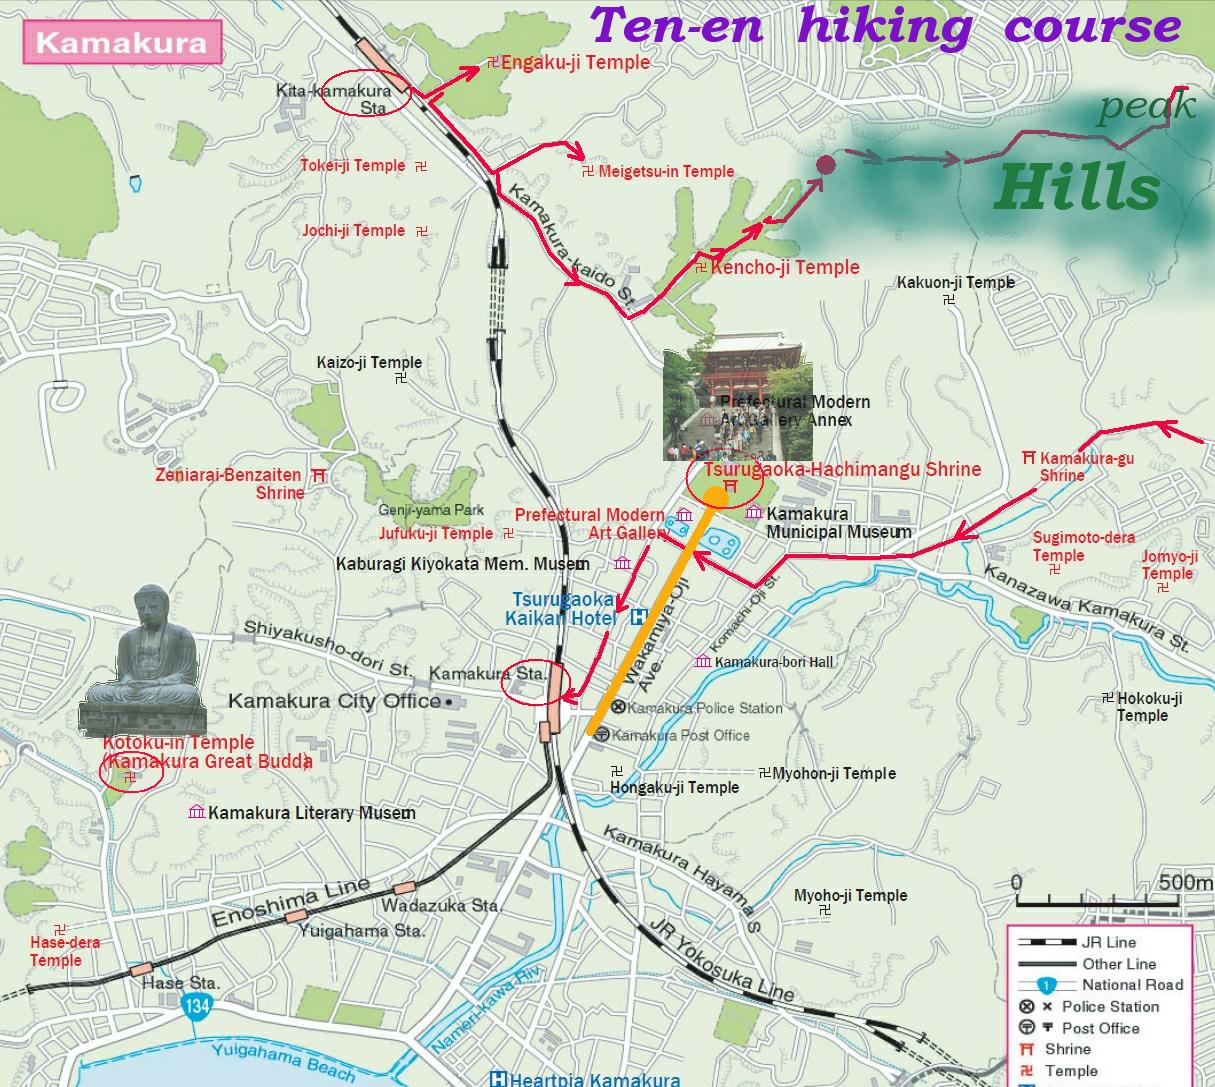 Ten-en hiking course
Kamakura
Engaku-ji Temple
Kita-kamakura
Sta.
peak
Hills
Tokei-ji Temple
Meigetsu-in Temple
Kamakura-kaido St.
Jochi-ji Temple
Kencho-ji Temple
Kakuon-ji Temple
Kaizo-ji Temple
Prefectural Modern
Art Gallery Annex
Tsurugaoka-Hachimangu Shrine
Kamakura-gu
Shrine
Zeniarai-Benzaiten
Shrine
Genji-yama Park
Prefectural Modern
Art Gallery
Kamakura
Municipal Museum
Jufuku-ji Temple
Sugimoto-dera
Temple
Jomyo-ji
Temple
Kaburagi Kiyokata Mem. Museum
Kanazawa Kamakura St.
Tsurugaoka
Kaikan Hotel
H
Wakamiya-Oji
Ave.
Komachi-Oji St.
Shiyakusho-dori St.
Kamakura-bori Hall
Kamakura Sta.
Kamakura City Office
Hokoku-ji
Temple
Kamakura Police Station
Kamakura Post Office
Kotoku-in Temple
(Kamakura Great Budda)
Hongaku-ji Temple
Myohon-ji Temple
Kamakura Literary Museum
Kamakura Hayama S
Enoshima Line
Wadazuka Sta.
Yuigahama Sta.
Myoho-ji Temple
0 500m
Hase-dera
Temple
Hase Sta.
134
JR Yokosuka Line
Nameri-kawa Riv.
Yuigahama Beach
H Heartpia Kamakura
JR Line
Other Line
1 National Road
Police Station
Post Office
Shrine
Temple